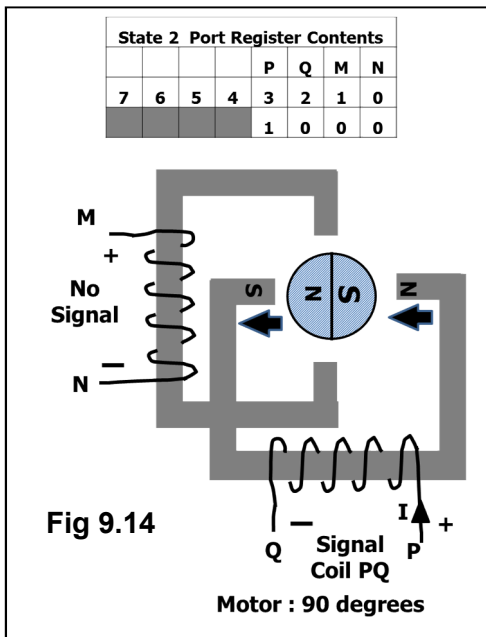 State 2 Port Register Contents
P Q M N
7 6 5 4 3 2 1 0
1 0 0 0
M
+
No
Signal
−
N
S
N
S
N
I
+
−
Q
Signal
P
Coil PQ
Fig 9.14
Motor : 90 degrees